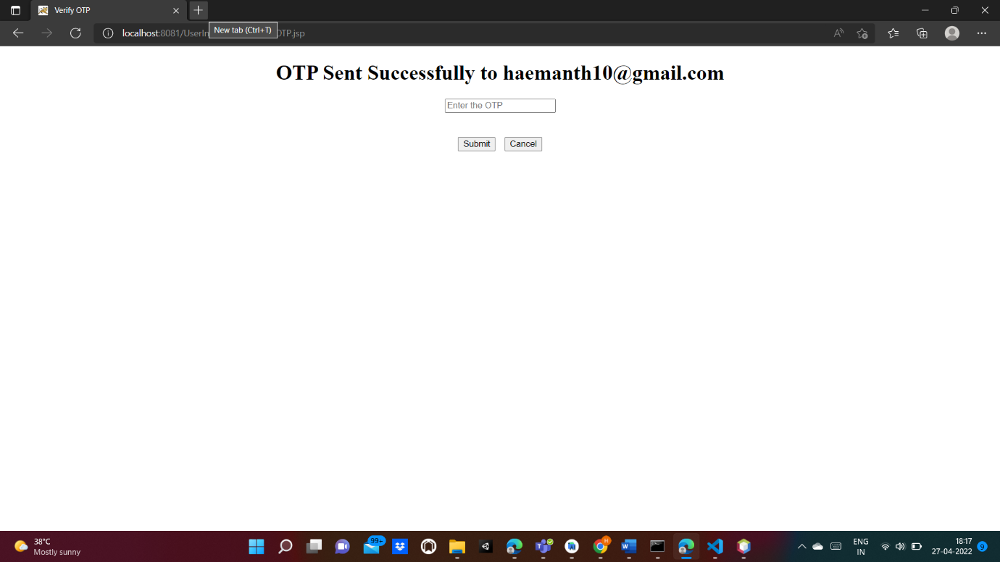 Verify OTP
New tab (Ctrl+T)
localhost:8081/UserIn OTP.jsp
OTP Sent Successfully to haemanth10@gmail.com
Enter the OTP
Submit Cancel
38°C
Mostly sunny
99+
H
ENG
IN
18:17
27-04-2022
9